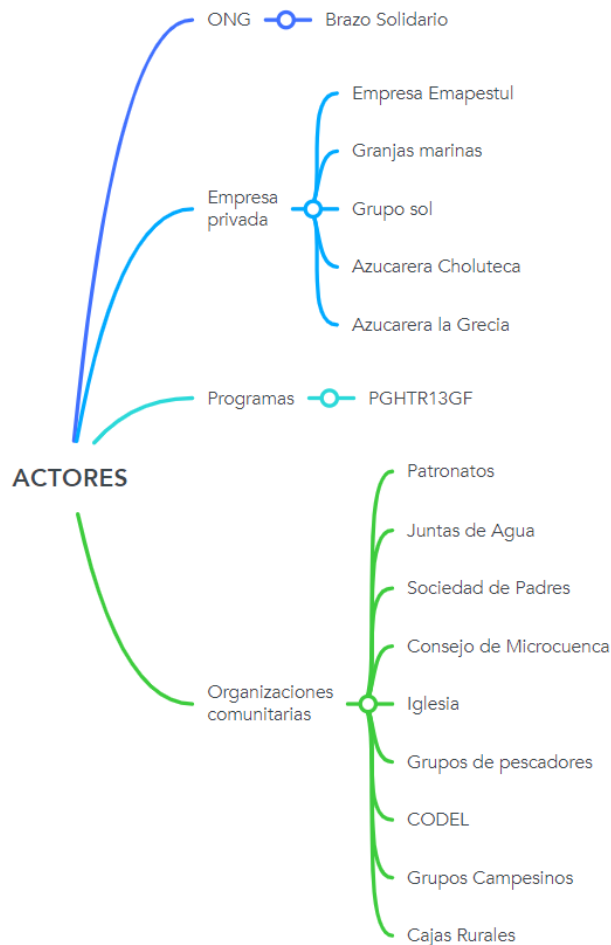 ONG
Brazo Solidario
Empresa Emapestul
Granjas marinas
Empresa
privada
Grupo sol
Azucarera Choluteca
Azucarera la Grecia
Programas
PGHTR13GF
ACTORES
Patronatos
Juntas de Agua
Sociedad de Padres
Consejo de Microcuenca
Organizaciones
comunitarias
Iglesia
Grupos de pescadores
CODEL
Grupos Campesinos
Cajas Rurales